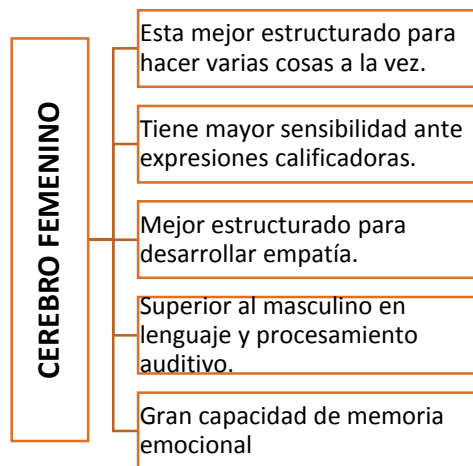 CEREBRO FEMENINO
Esta mejor estructurado para
hacer varias cosas a la vez.
Tiene mayor sensibilidad ante
expresiones calificadoras.
Mejor estructurado para
desarrollar empatía.
Superior al masculino en
lenguaje y procesamiento
auditivo.
Gran capacidad de memoria
emocional